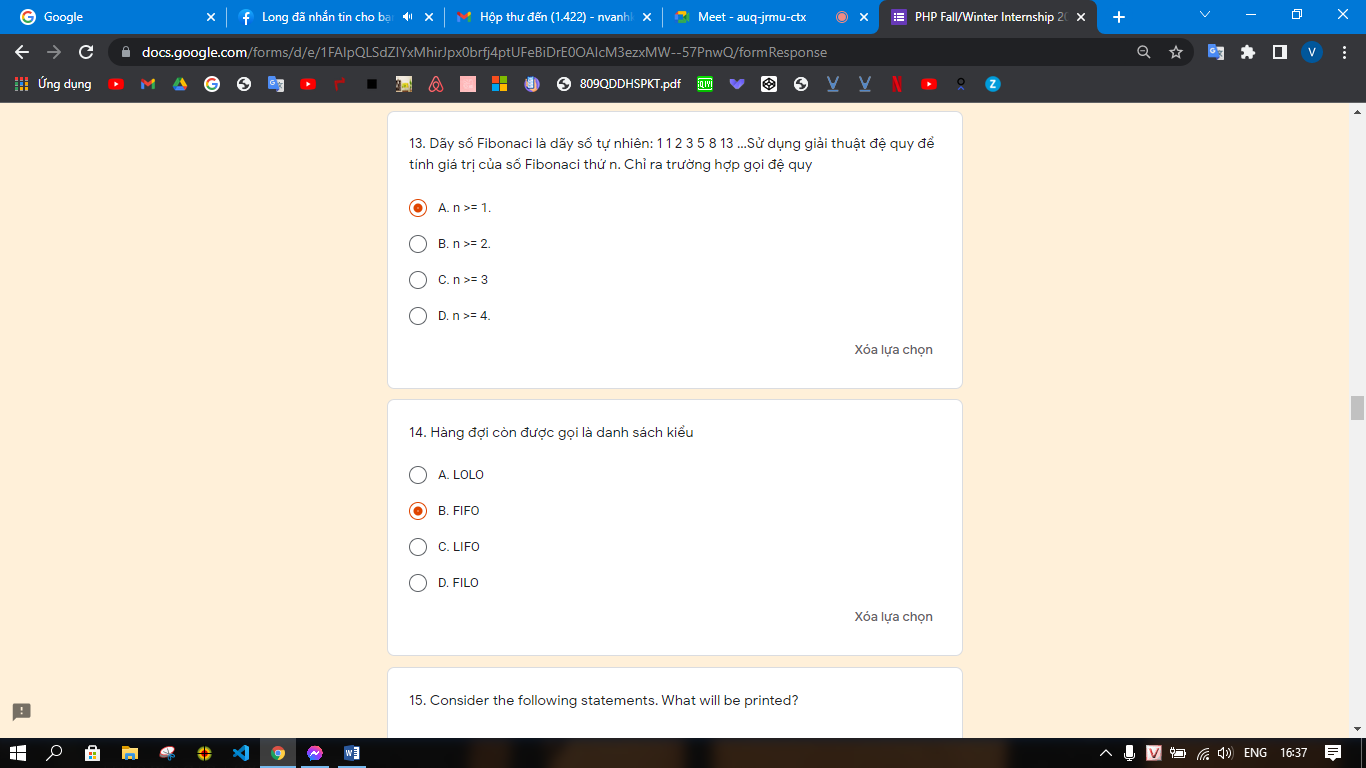 Google
Long đã nhắn tin cho bạn
Hộp thư đến (1.422) - nvanh
Meet - auq-jrmu-ctx
PHP Fall/Winter Internship 20
docs.google.com/forms/d/e/1FAIpQLSdZIYxMhirJpx0brfj4ptUFeBiDrE0OAIcM3ezxMW--57PnwQ/formResponse
V
Ứng dụng
809QDDHSPKT.pdf
13. Dãy số Fibonaci là dãy số tự nhiên: 1 1 2 3 5 8 13 ...Sử dụng giải thuật đệ quy để
tính giá trị của số Fibonaci thứ n. Chỉ ra trường hợp gọi đệ quy
A. n >= 1.
B. n >= 2.
C. n >= 3
D. n >= 4.
Xóa lựa chọn
14. Hàng đợi còn được gọi là danh sách kiểu
A. LOLO
B. FIFO
C. LIFO
D. FILO
Xóa lựa chọn
15. Consider the following statements. What will be printed?
ENG
16:37